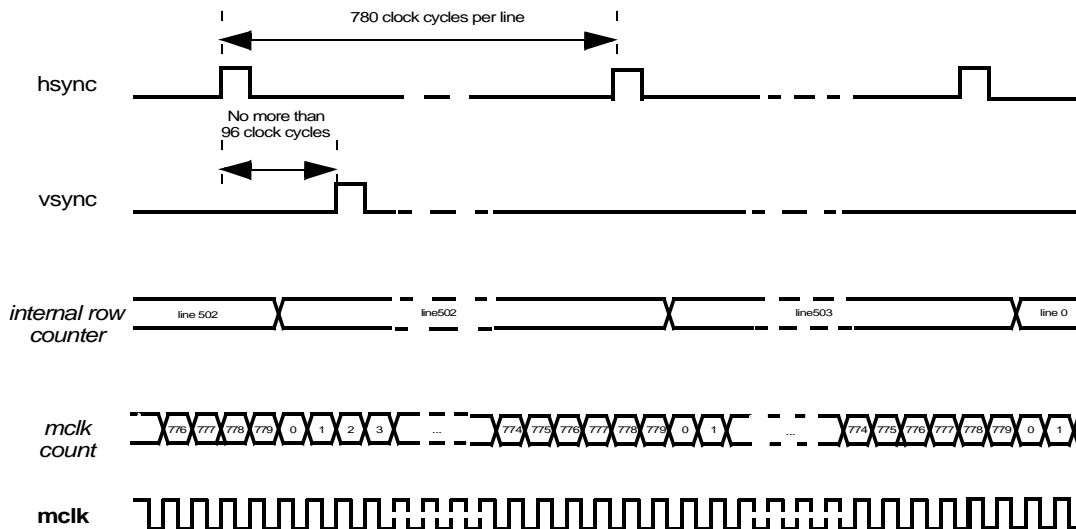 780 clock cycles per line
hsync
No more than
96 clock cycles
vsync
internal row
counter
line 502
line502
line503
line 0
mclk
count
776 777 778 779 0 1 2 3 ... 774 775 776 777 778 779 0 1 ... 774 775 776 777 778 779 0 1
mclk